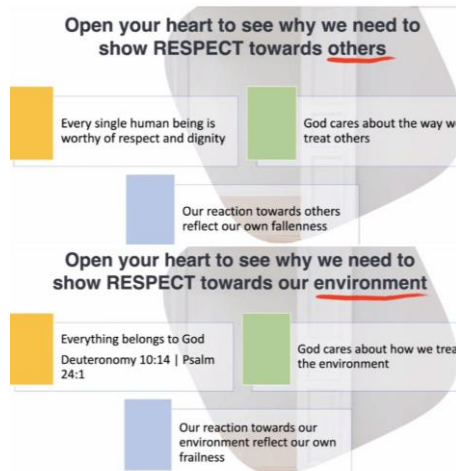 Open your heart to see why we need to
show RESPECT towards others
Every single human being is
worthy of respect and dignity
God cares about the way we
treat others
Our reaction towards others
reflect our own fallenness
Open your heart to see why we need to
show RESPECT towards our environment
Everything belongs to God
Deuteronomy 10:14 | Psalm
24:1
God cares about how we trea
the environment
Our reaction towards our
environment reflect our own
frailness